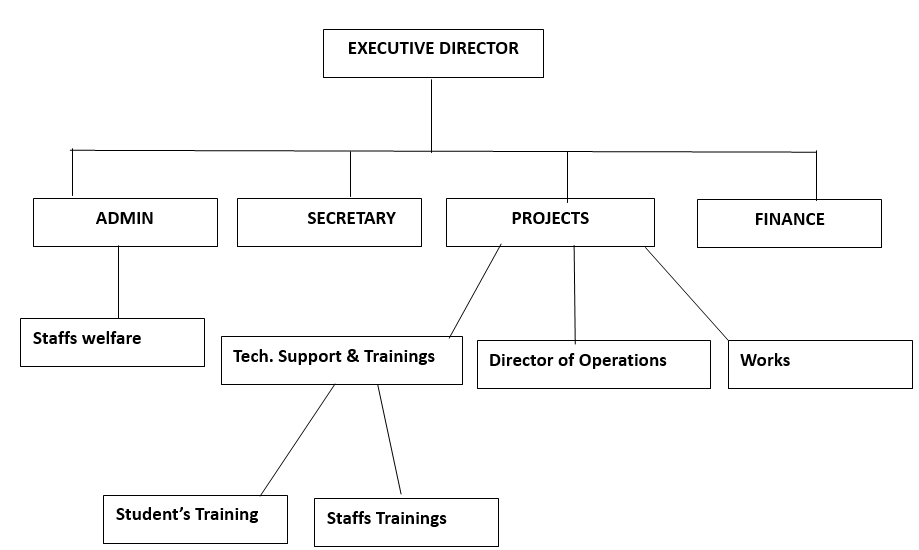 EXECUTIVE DIRECTOR
ADMIN
SECRETARY
PROJECTS
FINANCE
Staffs welfare
Tech. Support & Trainings
Director of Operations
Works
Student’s Training
Staffs Trainings